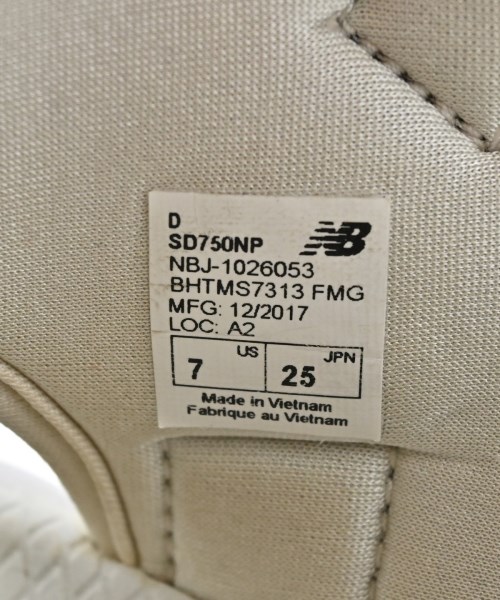 D
SD750NP
NB
NBJ-1026053
BHTMS7313 FMG
MFG: 12/2017
LOC: A2
US JPN
7 25
Made in Vietnam
Fabrique au Vietnam